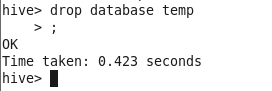 hive> drop database temp
    > ;
OK
Time taken: 0.423 seconds
hive>